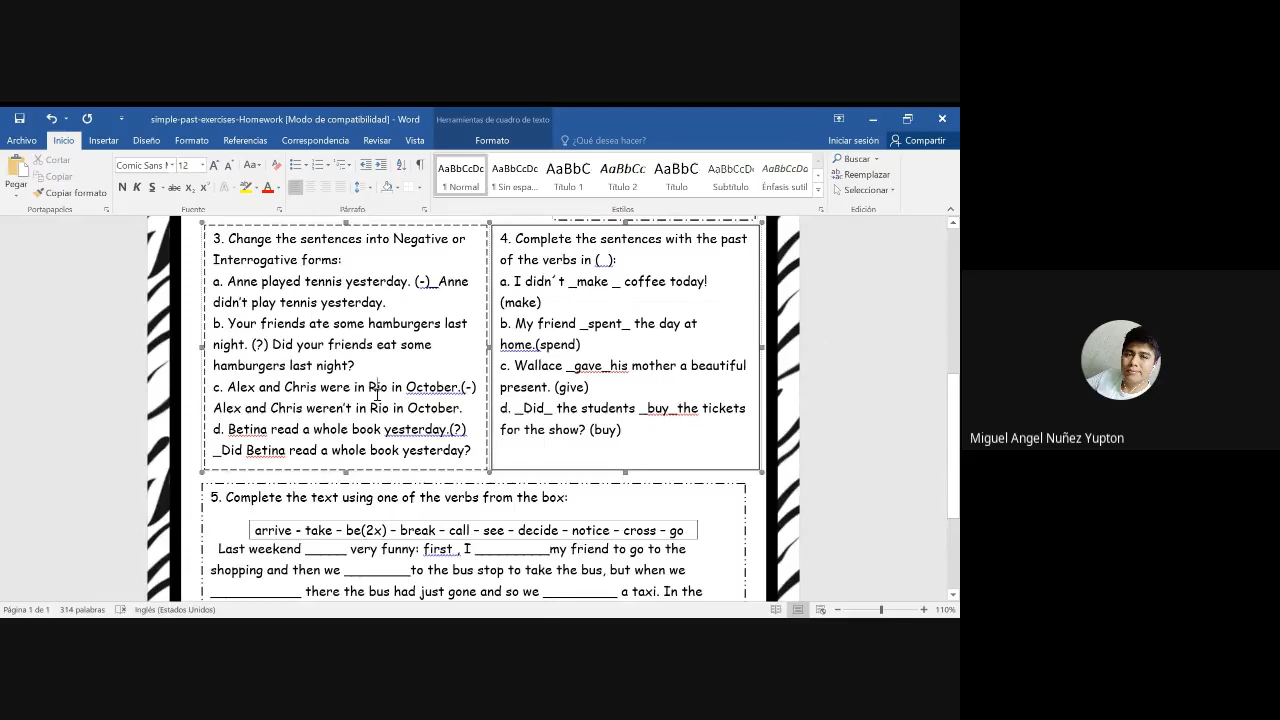 simple-past-exercises-Homework [Modo de compatibilidad] - Word
Herramientas de cuadro de texto
Archivo Inicio Insertar Diseño Formato Referencias Correspondencia Revisar Vista Formato ¿Qué desea hacer? Iniciar sesión Compartir
Pegar
Cortar
Copiar
Copiar formato
Portapapeles
Comic Sans M 12
N K S abc x₂ x²
Fuente
Párrafo
AaBbCcDc AaBbCcDc AaBbC AaBbCc AaBbC AaBbCcC AaBbCcDc
¶ Normal ¶ Sin espa... Título 1 Título 2 Título Subtítulo Énfasis sutil
Estilos
Buscar
Reemplazar
Seleccionar
Edición
3. Change the sentences into Negative or
Interrogative forms:
a. Anne played tennis yesterday. (-)_Anne
didn't play tennis yesterday.
b. Your friends ate some hamburgers last
night. (?) Did your friends eat some
hamburgers last night?
c. Alex and Chris were in Rio in October.(-)
Alex and Chris weren't in Rio in October.
d. Betina read a whole book yesterday.(?)
_Did Betina read a whole book yesterday?
4. Complete the sentences with the past
of the verbs in ( ):
a. I didn´t _make _ coffee today!
(make)
b. My friend _spent_ the day at
home.(spend)
c. Wallace _gave_his mother a beautiful
present. (give)
d. _Did_ the students _buy_the tickets
for the show? (buy)
5. Complete the text using one of the verbs from the box:
arrive - take – be(2x) – break – call – see – decide – notice – cross – go
Last weekend _____ very funny: first , I _________my friend to go to the
shopping and then we ________to the bus stop to take the bus, but when we
___________ there the bus had just gone and so we _________ a taxi. In the
Página 1 de 1 314 palabras Inglés (Estados Unidos) 110%
Miguel Angel Nuñez Yupton